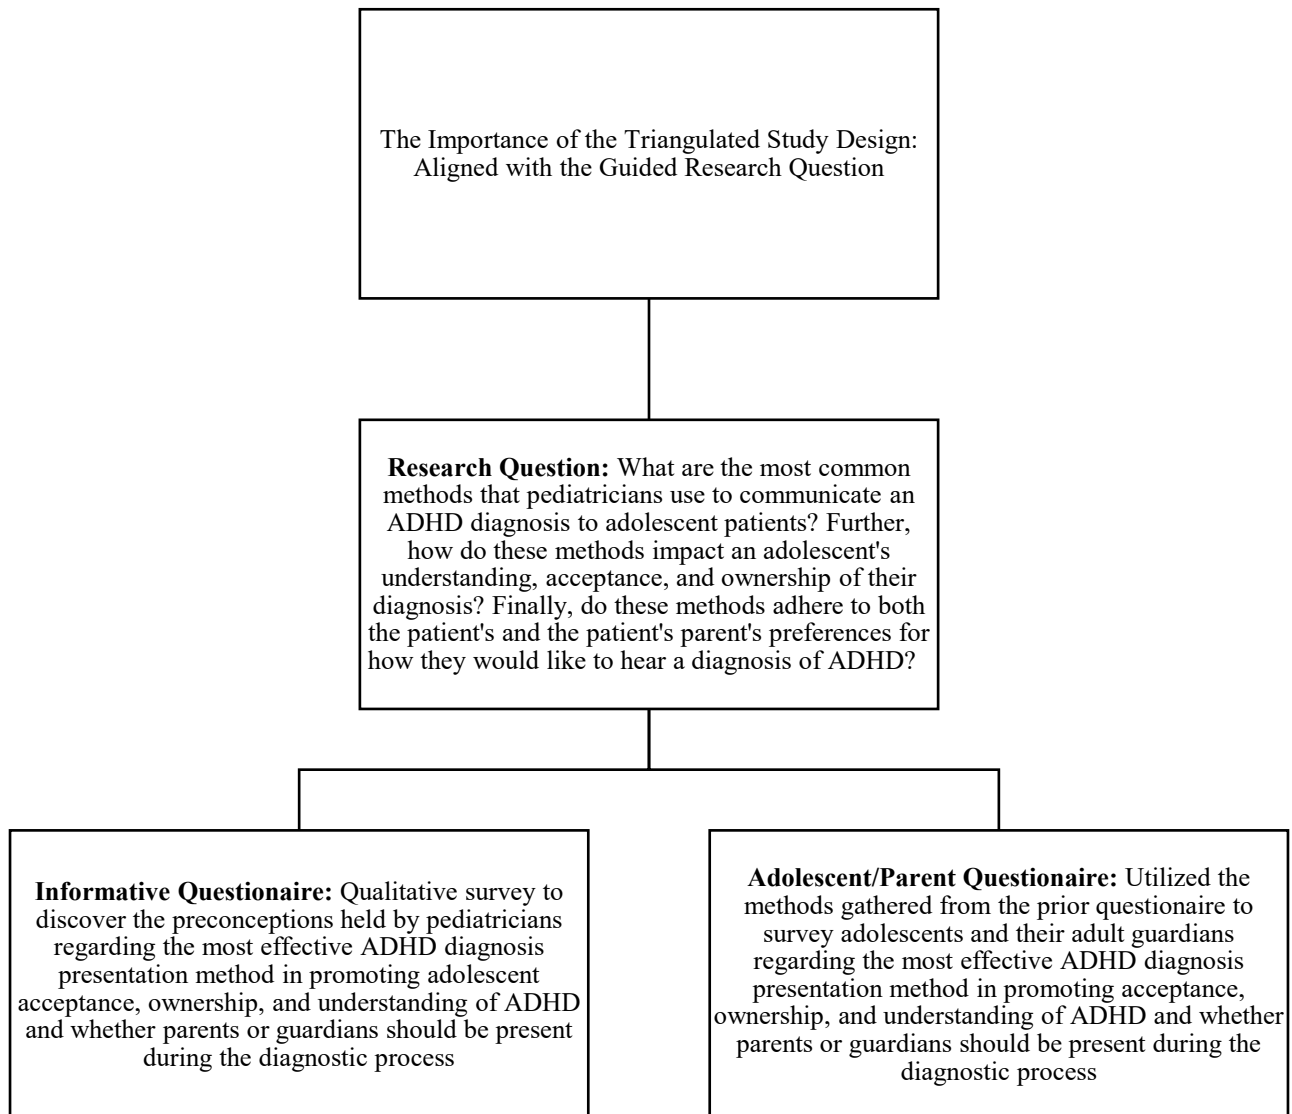 The Importance of the Triangulated Study Design:
Aligned with the Guided Research Question
Research Question: What are the most common
methods that pediatricians use to communicate an
ADHD diagnosis to adolescent patients? Further,
how do these methods impact an adolescent's
understanding, acceptance, and ownership of their
diagnosis? Finally, do these methods adhere to both
the patient's and the patient's parent's preferences for
how they would like to hear a diagnosis of ADHD?
Informative Questionaire: Qualitative survey to
discover the preconceptions held by pediatricians
regarding the most effective ADHD diagnosis
presentation method in promoting adolescent
acceptance, ownership, and understanding of ADHD
and whether parents or guardians should be present
during the diagnostic process
Adolescent/Parent Questionaire: Utilized the
methods gathered from the prior questionaire to
survey adolescents and their adult guardians
regarding the most effective ADHD diagnosis
presentation method in promoting acceptance,
ownership, and understanding of ADHD and whether
parents or guardians should be present during the
diagnostic process